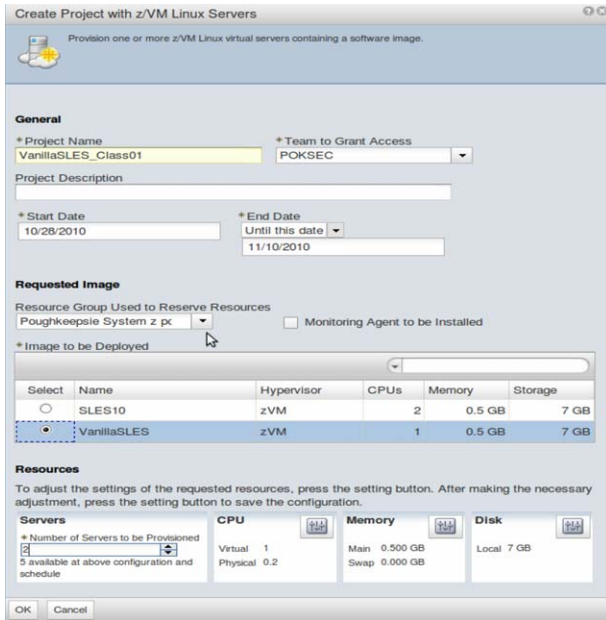 Create Project with z/VM Linux Servers
Provision one or more z/VM Linux virtual servers containing a software image.
General
*Project Name
*Team to Grant Access
VanillaSLES_Class01
POKSEC
Project Description
*Start Date
*End Date
10/28/2010
Until this date
11/10/2010
Requested Image
Resource Group Used to Reserve Resources
Poughkeepsie System z pc
Monitoring Agent to be Installed
*Image to be Deployed
Select Name Hypervisor CPUs Memory Storage
SLES10 zVM 2 0.5 GB 7 GB
VanillaSLES zVM 1 0.5 GB 7 GB
Resources
To adjust the settings of the requested resources, press the setting button. After making the necessary
adjustment, press the setting button to save the configuration.
Servers
*Number of Servers to be Provisioned
2
5 available at above configuration and
schedule
CPU
Virtual 1
Physical 0.2
Memory
Main 0.500 GB
Swap 0.000 GB
Disk
Local 7 GB
OK Cancel